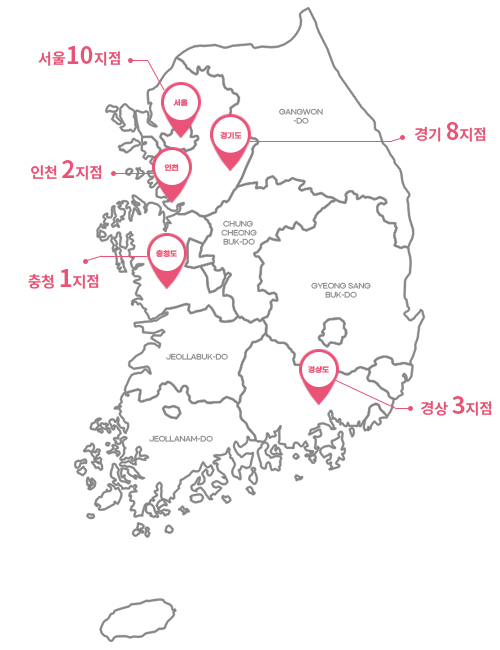 서울10지점
서울
GANGWON
-DO
경기도
경기 8지점
인천
인천 2지점
CHUNG
CHEONG
BUK-DO
충청도
충청 1지점
GYEONG SANG
BUK-DO
JEOLLABUK-DO
경상도
경상 3지점
JEOLLANAM-DO